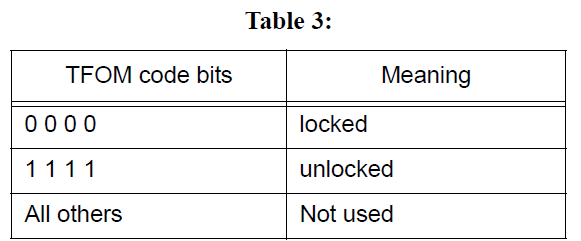 Table 3:
TFOM code bits Meaning
0 0 0 0 locked
1 1 1 1 unlocked
All others Not used